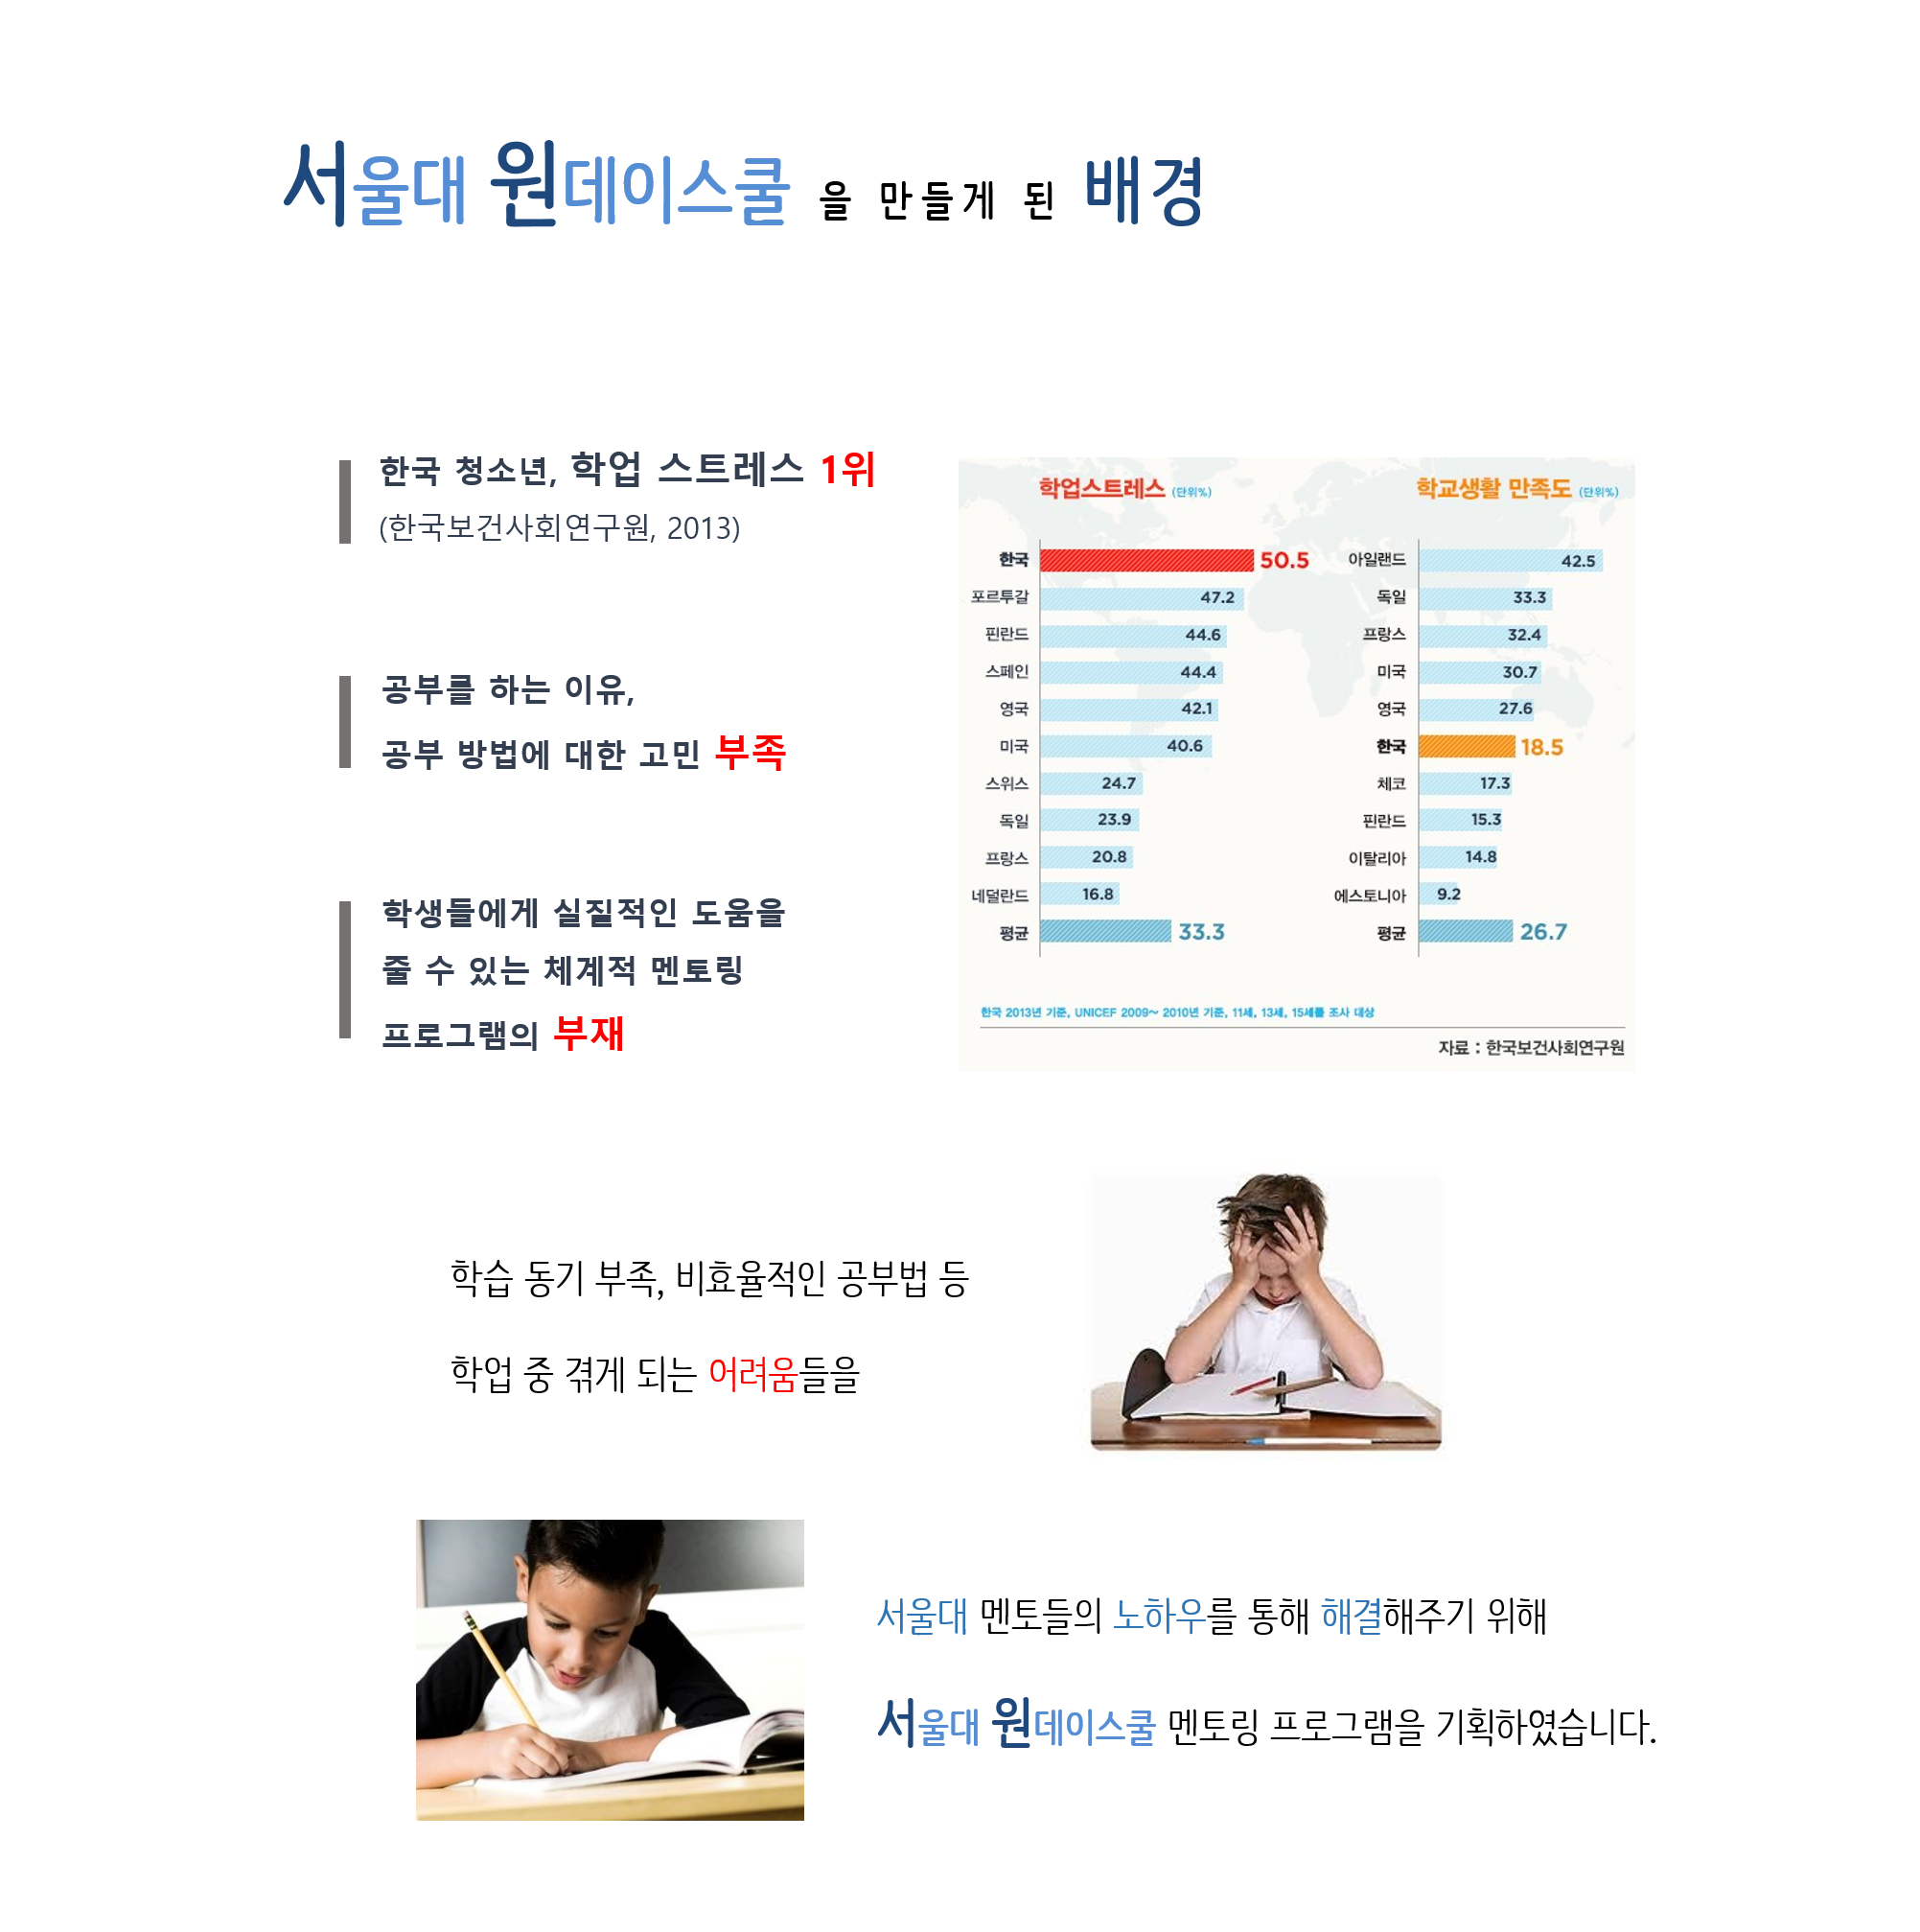 서울대 원데이스쿨 을 만들게 된 배경
한국 청소년, 학업 스트레스 1위
(한국보건사회연구원, 2013)
공부를 하는 이유,
공부 방법에 대한 고민 부족
학생들에게 실질적인 도움을
줄 수 있는 체계적 멘토링
프로그램의 부재
학업스트레스 (단위%)
한국 50.5
포르투갈 47.2
핀란드 44.6
스페인 44.4
영국 42.1
미국 40.6
스위스 24.7
독일 23.9
프랑스 20.8
네덜란드 16.8
평균 33.3
학교생활 만족도 (단위%)
아일랜드 42.5
독일 33.3
프랑스 32.4
미국 30.7
영국 27.6
한국 18.5
체코 17.3
핀란드 15.3
이탈리아 14.8
에스토니아 9.2
평균 26.7
한국 2013년 기준, UNICEF 2009~ 2010년 기준, 11세, 13세, 15세를 조사 대상
자료 : 한국보건사회연구원
학습 동기 부족, 비효율적인 공부법 등
학업 중 겪게 되는 어려움들을
서울대 멘토들의 노하우를 통해 해결해주기 위해
서울대 원데이스쿨 멘토링 프로그램을 기획하였습니다.